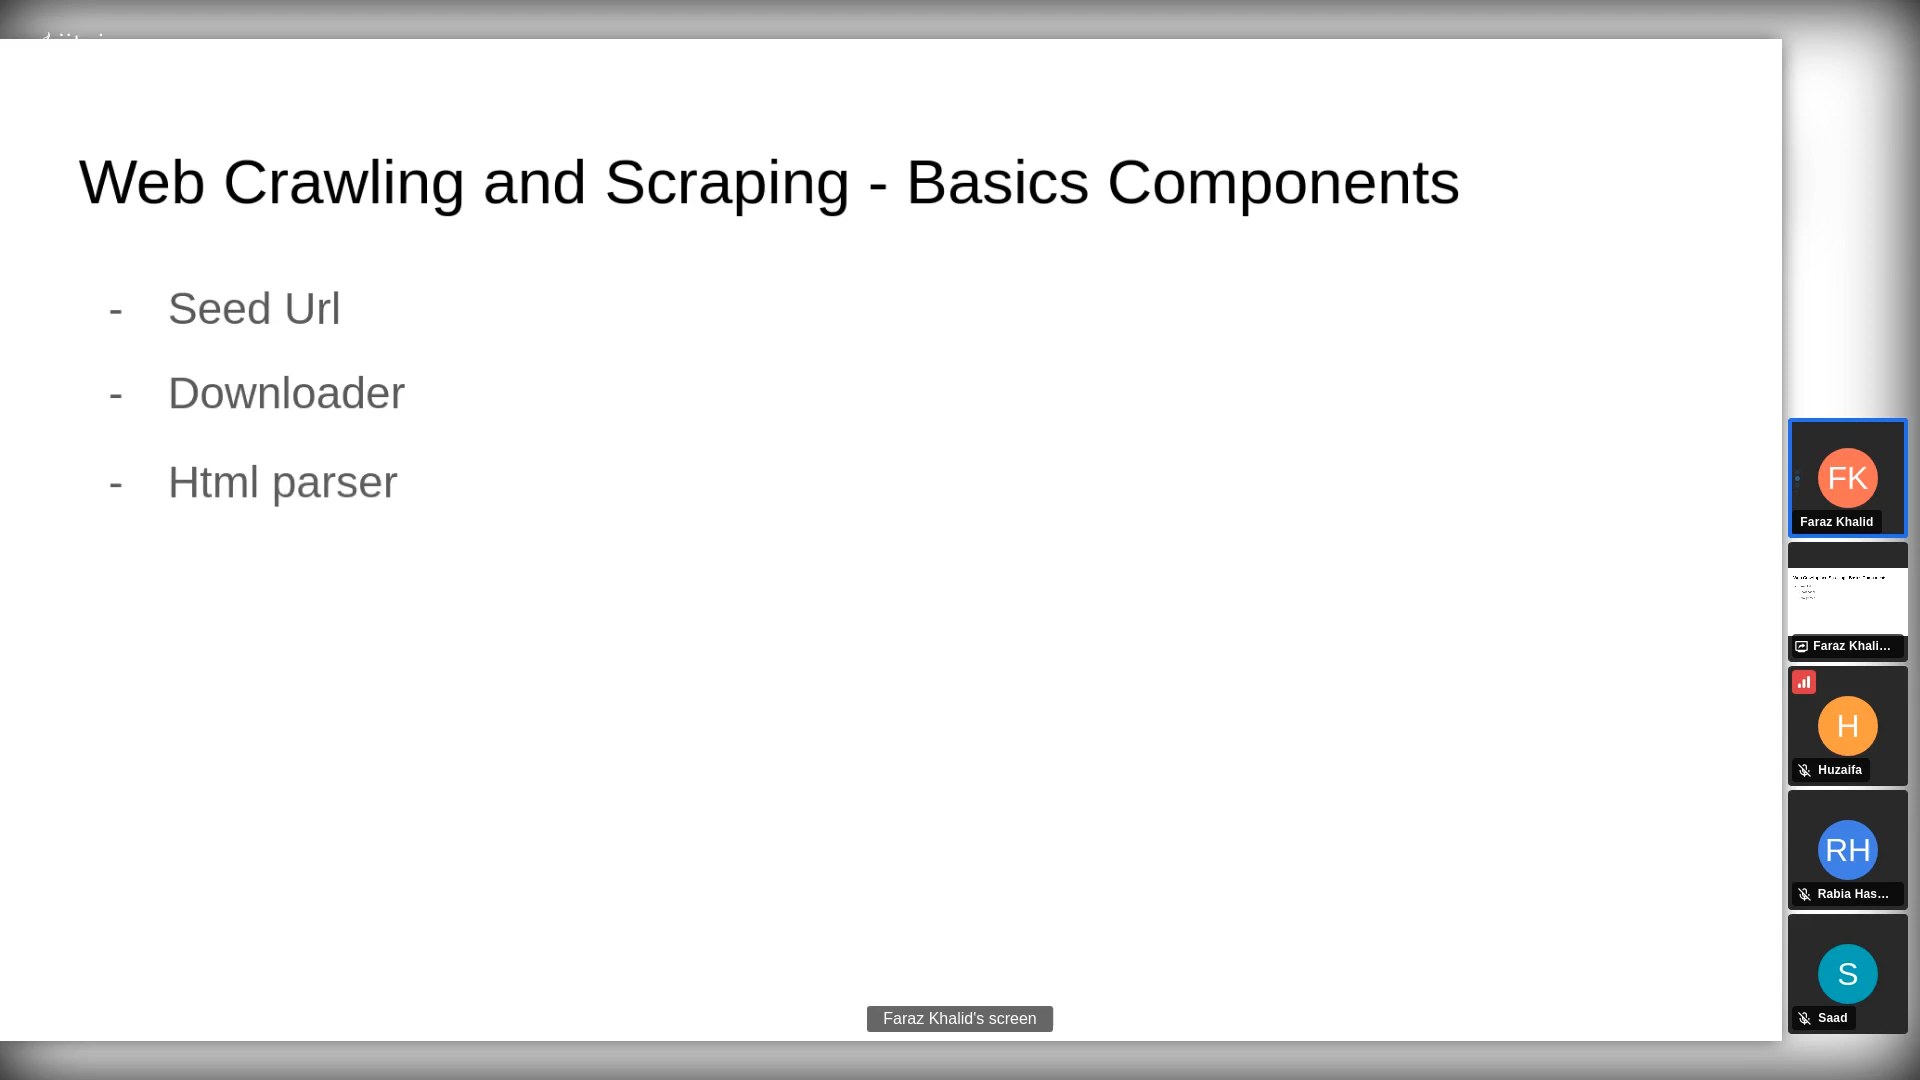 Web Crawling and Scraping - Basics Components
- Seed Url
- Downloader
- Html parser
FK
Faraz Khalid
Faraz Khali...
H
Huzaifa
RH
Rabia Has...
S
Saad
Faraz Khalid's screen